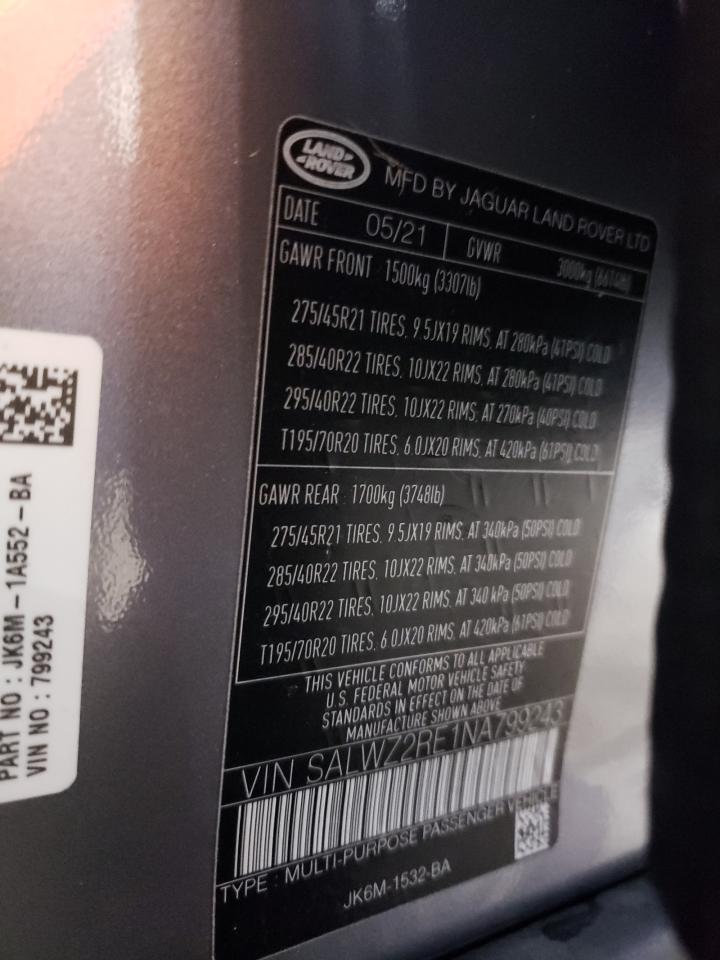 LAND ROVER
MFD BY JAGUAR LAND ROVER LTD
DATE 05/21 GVWR 3000kg (6614lb)
GAWR FRONT : 1500kg (3307lb)
275/45R21 TIRES, 9.5JX19 RIMS, AT 280kPa (41PSI) COLD
285/40R22 TIRES, 10JX22 RIMS, AT 280kPa (41PSI) COLD
295/40R22 TIRES, 10JX22 RIMS, AT 270kPa (40PSI) COLD
T195/70R20 TIRES, 6.0JX20 RIMS, AT 420kPa (61PSI) COLD
GAWR REAR : 1700kg (3748lb)
275/45R21 TIRES, 9.5JX19 RIMS, AT 340kPa (50PSI) COLD
285/40R22 TIRES, 10JX22 RIMS, AT 340kPa (50PSI) COLD
295/40R22 TIRES, 10JX22 RIMS, AT 340 kPa (50PSI) COLD
T195/70R20 TIRES, 6.0JX20 RIMS, AT 420kPa (61PSI) COLD
THIS VEHICLE CONFORMS TO ALL APPLICABLE
U.S. FEDERAL MOTOR VEHICLE SAFETY
STANDARDS IN EFFECT ON THE DATE OF
MANUFACTURE SHOWN ABOVE
VIN SALWZ2RE1NA799243
TYPE : MULTI-PURPOSE PASSENGER VEHICLE
JK6M-1532-BA
PART NO : JK6M-1A552-BA
VIN NO : 799243